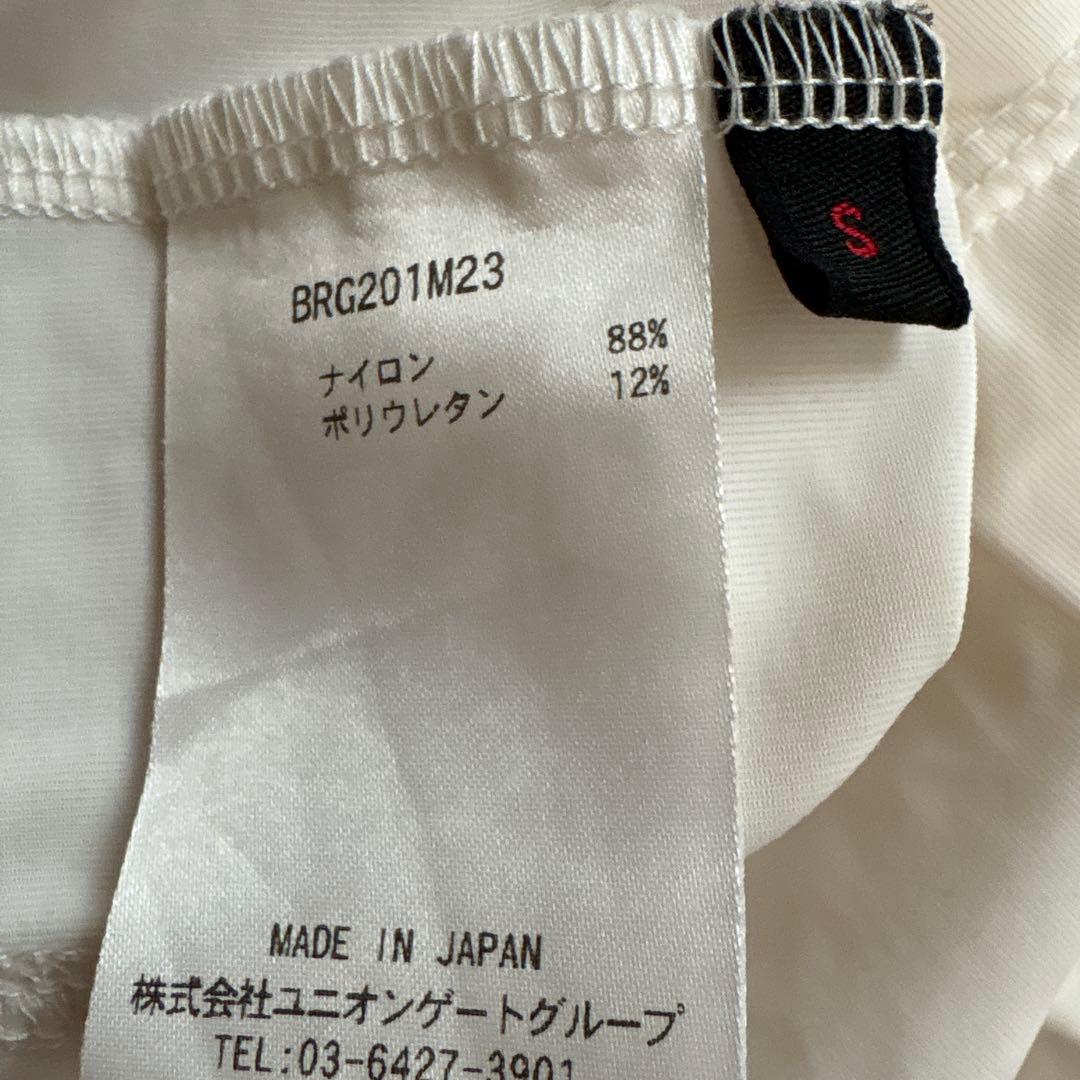 S
BRG201M23
ナイロン 88%
ポリウレタン 12%
MADE IN JAPAN
株式会社ユニオンゲートグループ
TEL:03-6427-3901